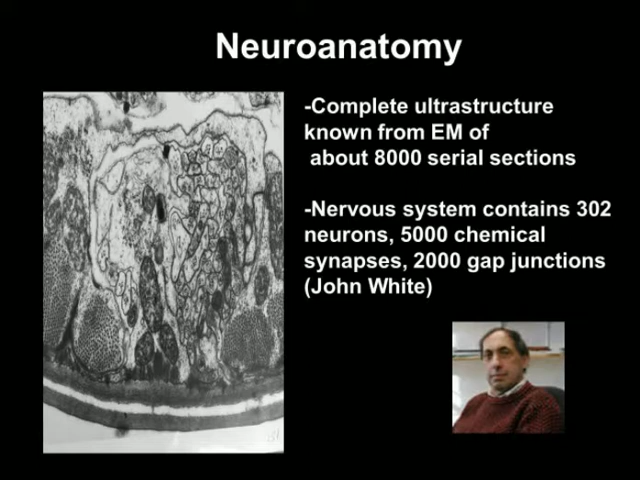 Neuroanatomy
-Complete ultrastructure
known from EM of
about 8000 serial sections
-Nervous system contains 302
neurons, 5000 chemical
synapses, 2000 gap junctions
(John White)